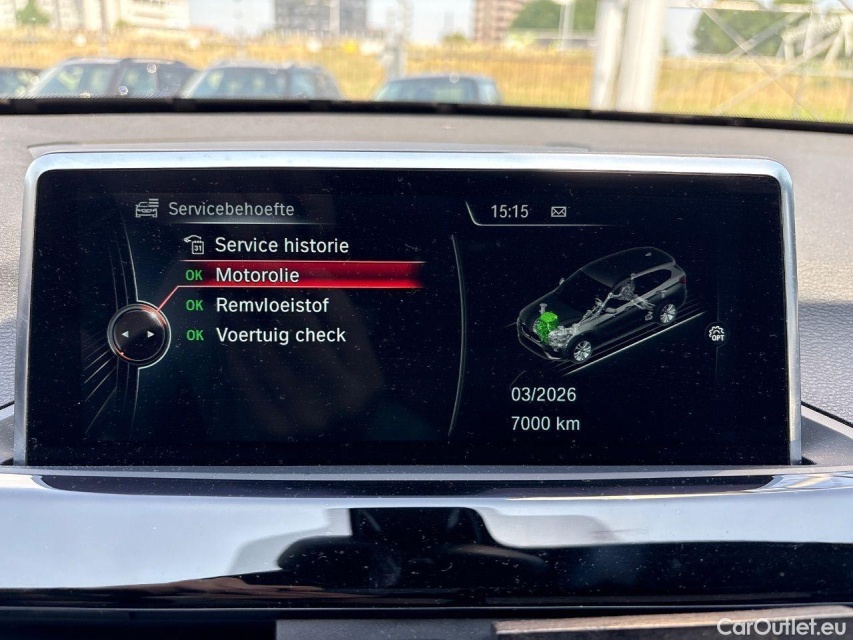 Servicebehoefte
15:15
31
Service historie
OK Motorolie
OK Remvloeistof
OK Voertuig check
OPT
03/2026
7000 km
CarOutlet.eu